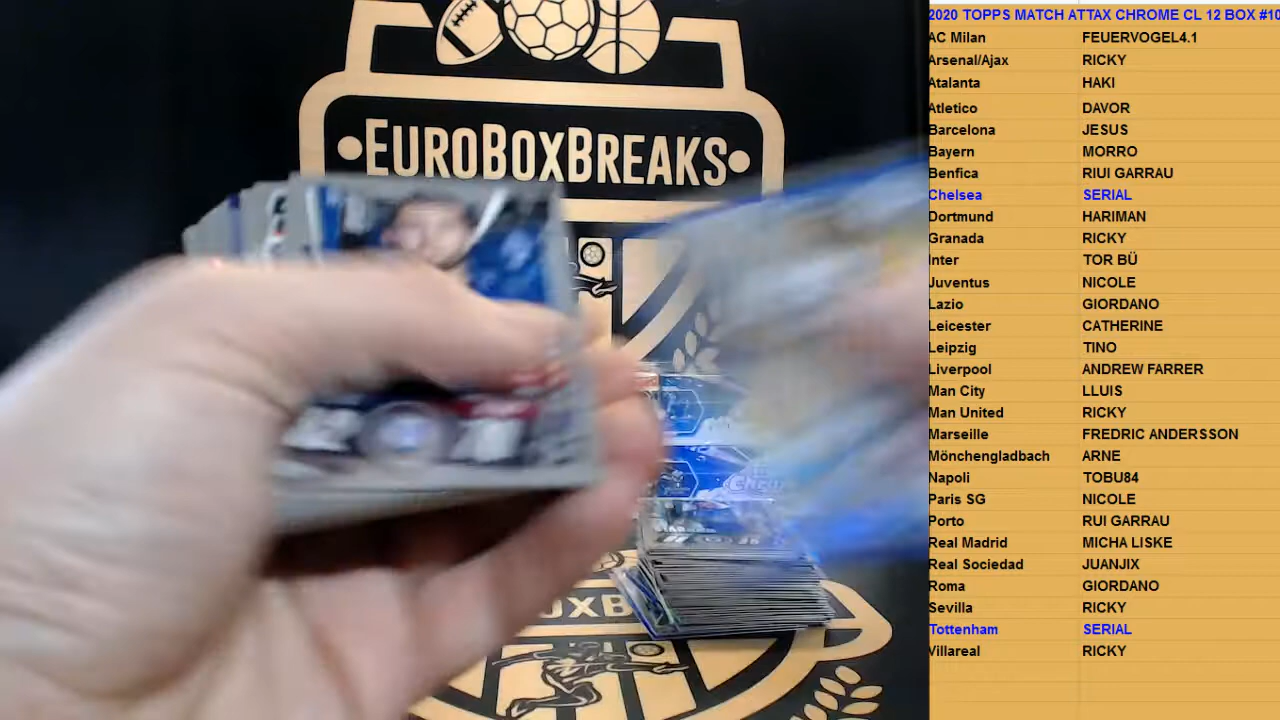 EUROBOXBREAKS
2020 TOPPS MATCH ATTAX CHROME CL 12 BOX #10
AC Milan FEUERVOGEL4.1
Arsenal/Ajax RICKY
Atalanta HAKI
Atletico DAVOR
Barcelona JESUS
Bayern MORRO
Benfica RIUI GARRAU
Chelsea SERIAL
Dortmund HARIMAN
Granada RICKY
Inter TOR BÜ
Juventus NICOLE
Lazio GIORDANO
Leicester CATHERINE
Leipzig TINO
Liverpool ANDREW FARRER
Man City LLUIS
Man United RICKY
Marseille FREDRIC ANDERSSON
Mönchengladbach ARNE
Napoli TOBU84
Paris SG NICOLE
Porto RUI GARRAU
Real Madrid MICHA LISKE
Real Sociedad JUANJIX
Roma GIORDANO
Sevilla RICKY
Tottenham SERIAL
Villareal RICKY